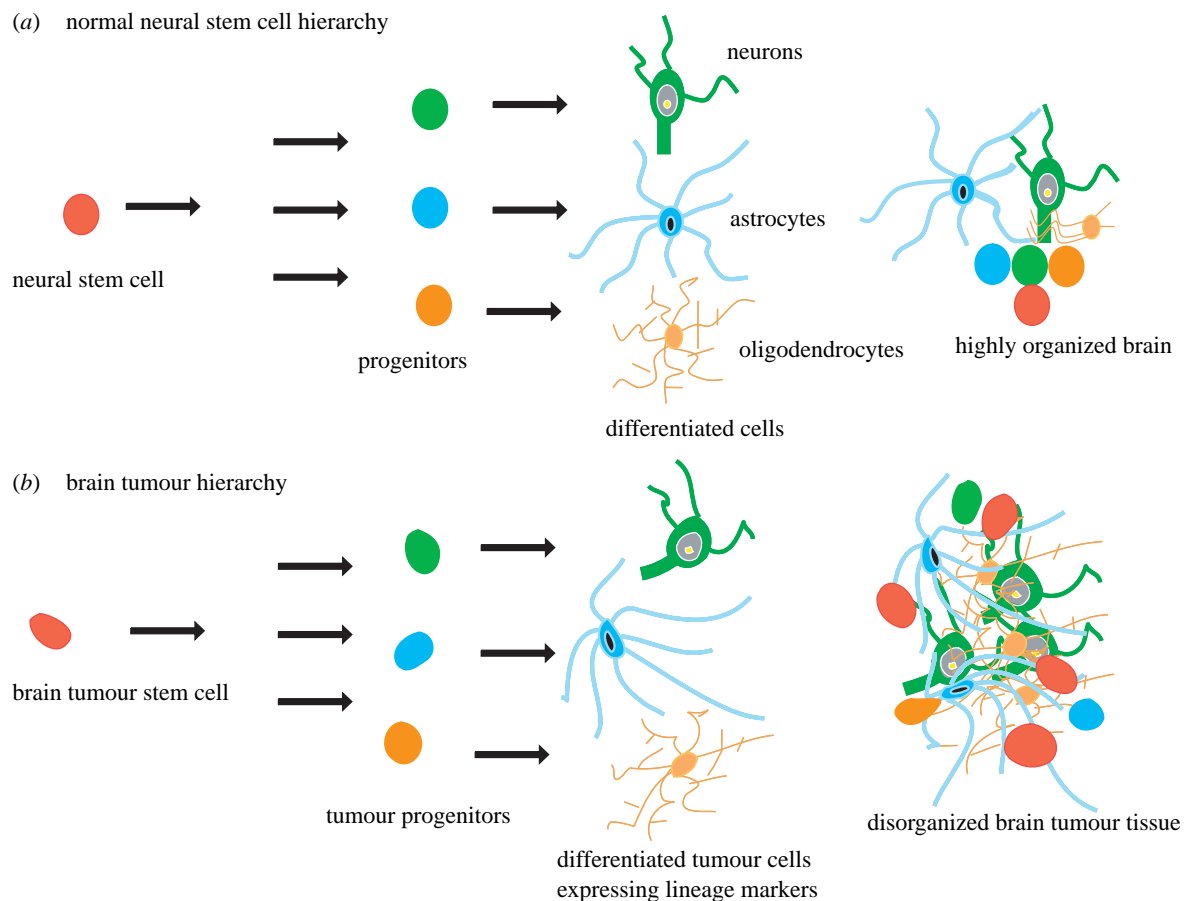 (a) normal neural stem cell hierarchy
neurons
astrocytes
neural stem cell
oligodendrocytes
highly organized brain
progenitors
differentiated cells
(b) brain tumour hierarchy
brain tumour stem cell
tumour progenitors
disorganized brain tumour tissue
differentiated tumour cells
expressing lineage markers